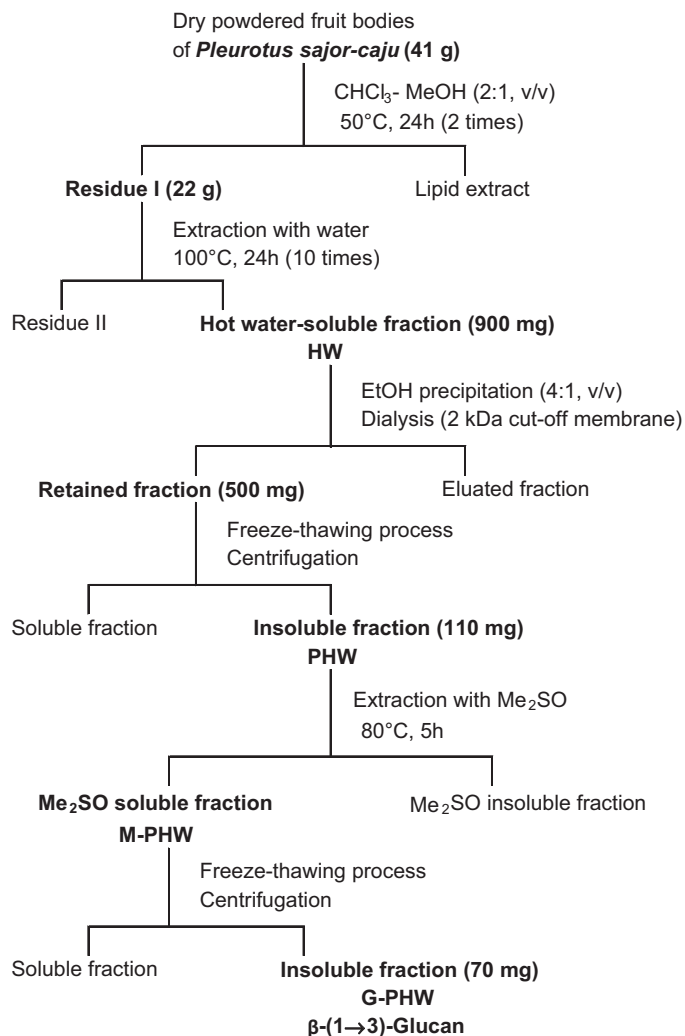 Dry powdered fruit bodies
of Pleurotus sajor-caju (41 g)
CHCl₃- MeOH (2:1, v/v)
50°C, 24h (2 times)
Residue I (22 g)
Lipid extract
Extraction with water
100°C, 24h (10 times)
Residue II
Hot water-soluble fraction (900 mg)
HW
EtOH precipitation (4:1, v/v)
Dialysis (2 kDa cut-off membrane)
Retained fraction (500 mg)
Eluated fraction
Freeze-thawing process
Centrifugation
Soluble fraction
Insoluble fraction (110 mg)
PHW
Extraction with Me₂SO
80°C, 5h
Me₂SO soluble fraction
Me₂SO insoluble fraction
M-PHW
Freeze-thawing process
Centrifugation
Soluble fraction
Insoluble fraction (70 mg)
G-PHW
β-(1→3)-Glucan